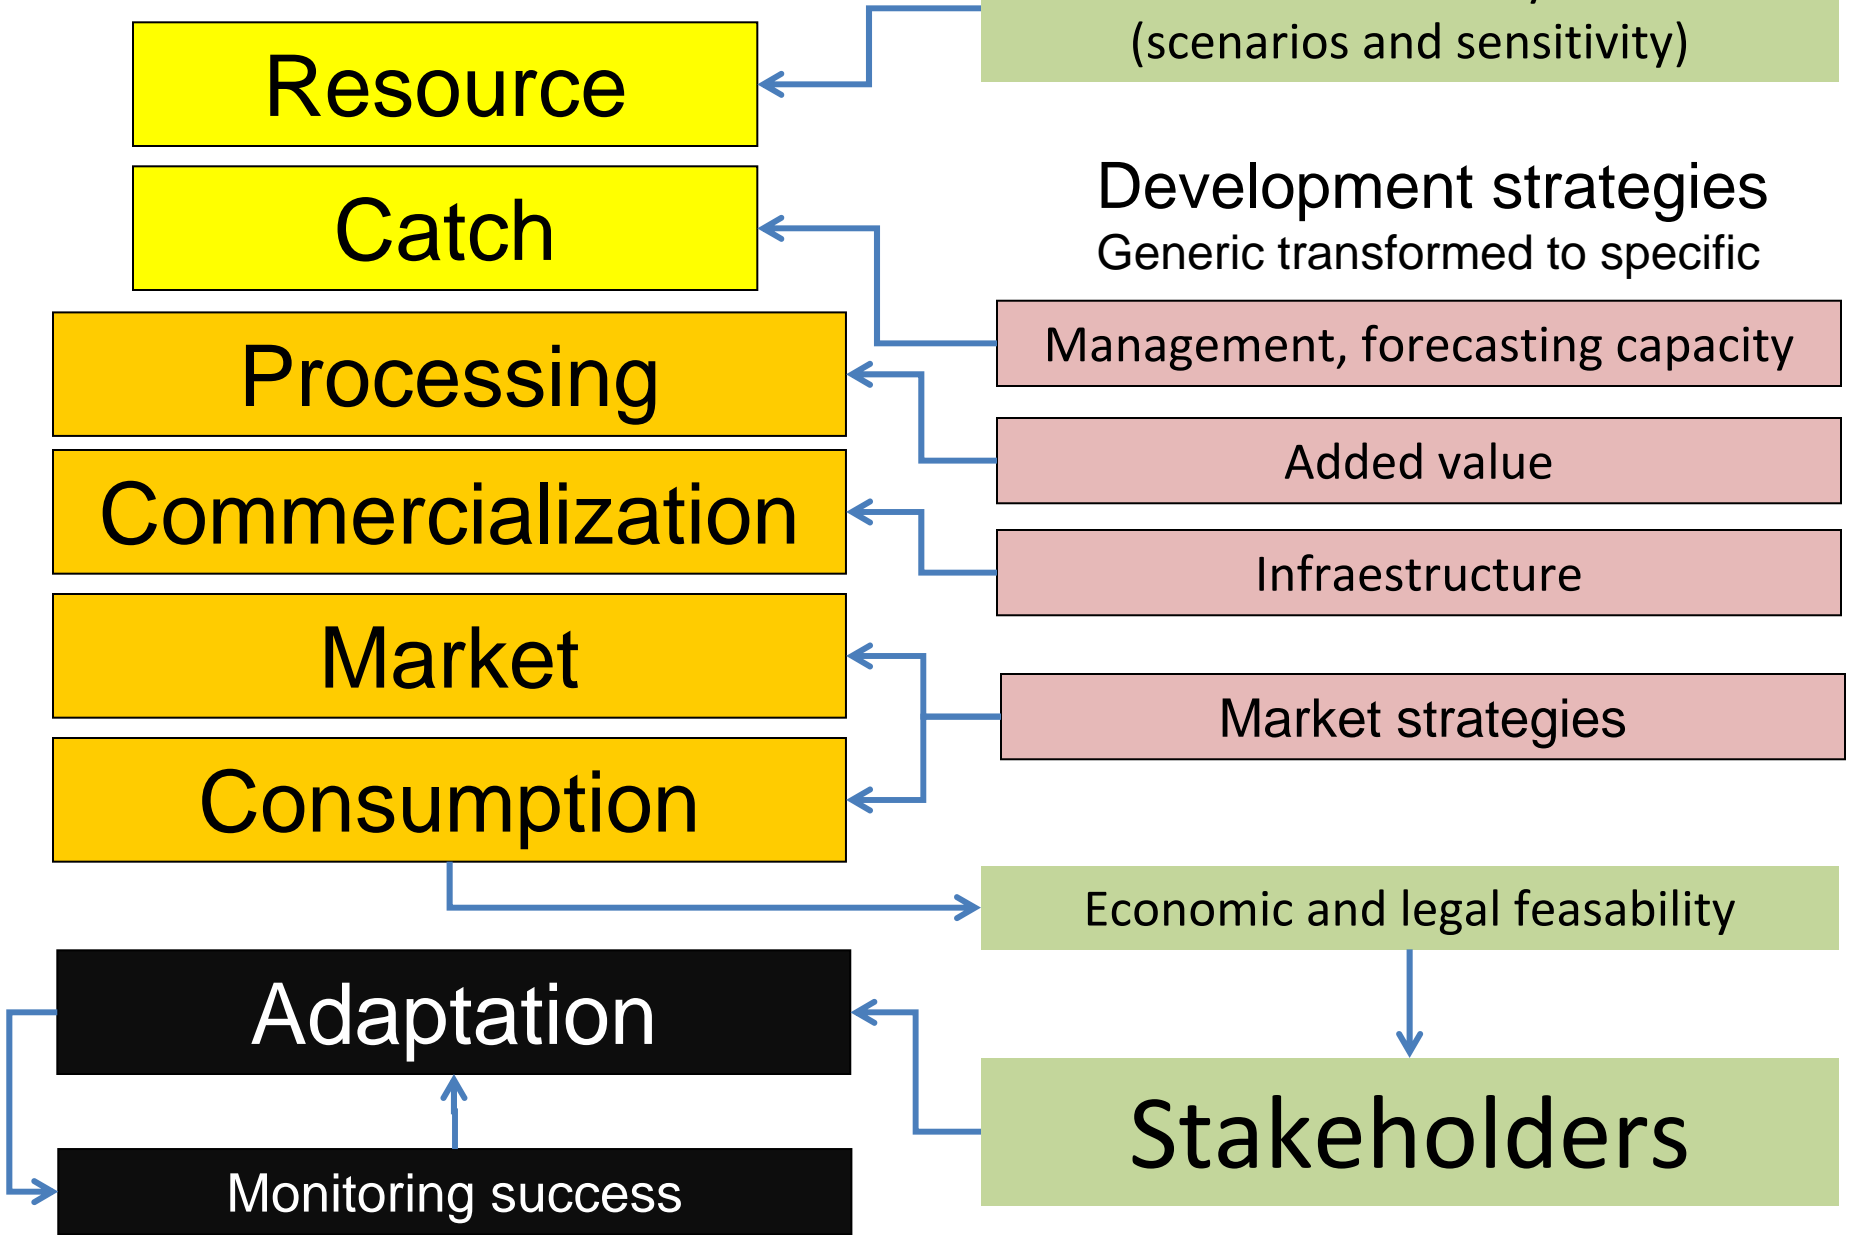 (scenarios and sensitivity)
Resource
Catch
Development strategies
Generic transformed to specific
Management, forecasting capacity
Processing
Added value
Commercialization
Infraestructure
Market
Market strategies
Consumption
Economic and legal feasability
Adaptation
Stakeholders
Monitoring success